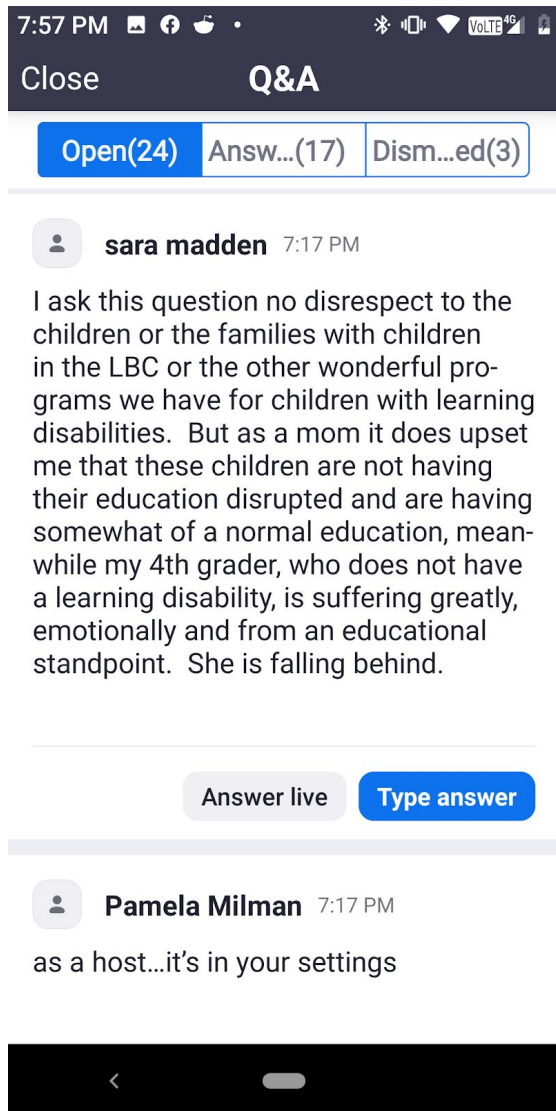 7:57 PM
VoLTE 4G
Close
Q&A
Open(24)
Answ...(17)
Dism...ed(3)
sara madden 7:17 PM
I ask this question no disrespect to the
children or the families with children
in the LBC or the other wonderful pro-
grams we have for children with learning
disabilities.  But as a mom it does upset
me that these children are not having
their education disrupted and are having
somewhat of a normal education, mean-
while my 4th grader, who does not have
a learning disability, is suffering greatly,
emotionally and from an educational
standpoint.  She is falling behind.
Answer live
Type answer
Pamela Milman 7:17 PM
as a host...it's in your settings